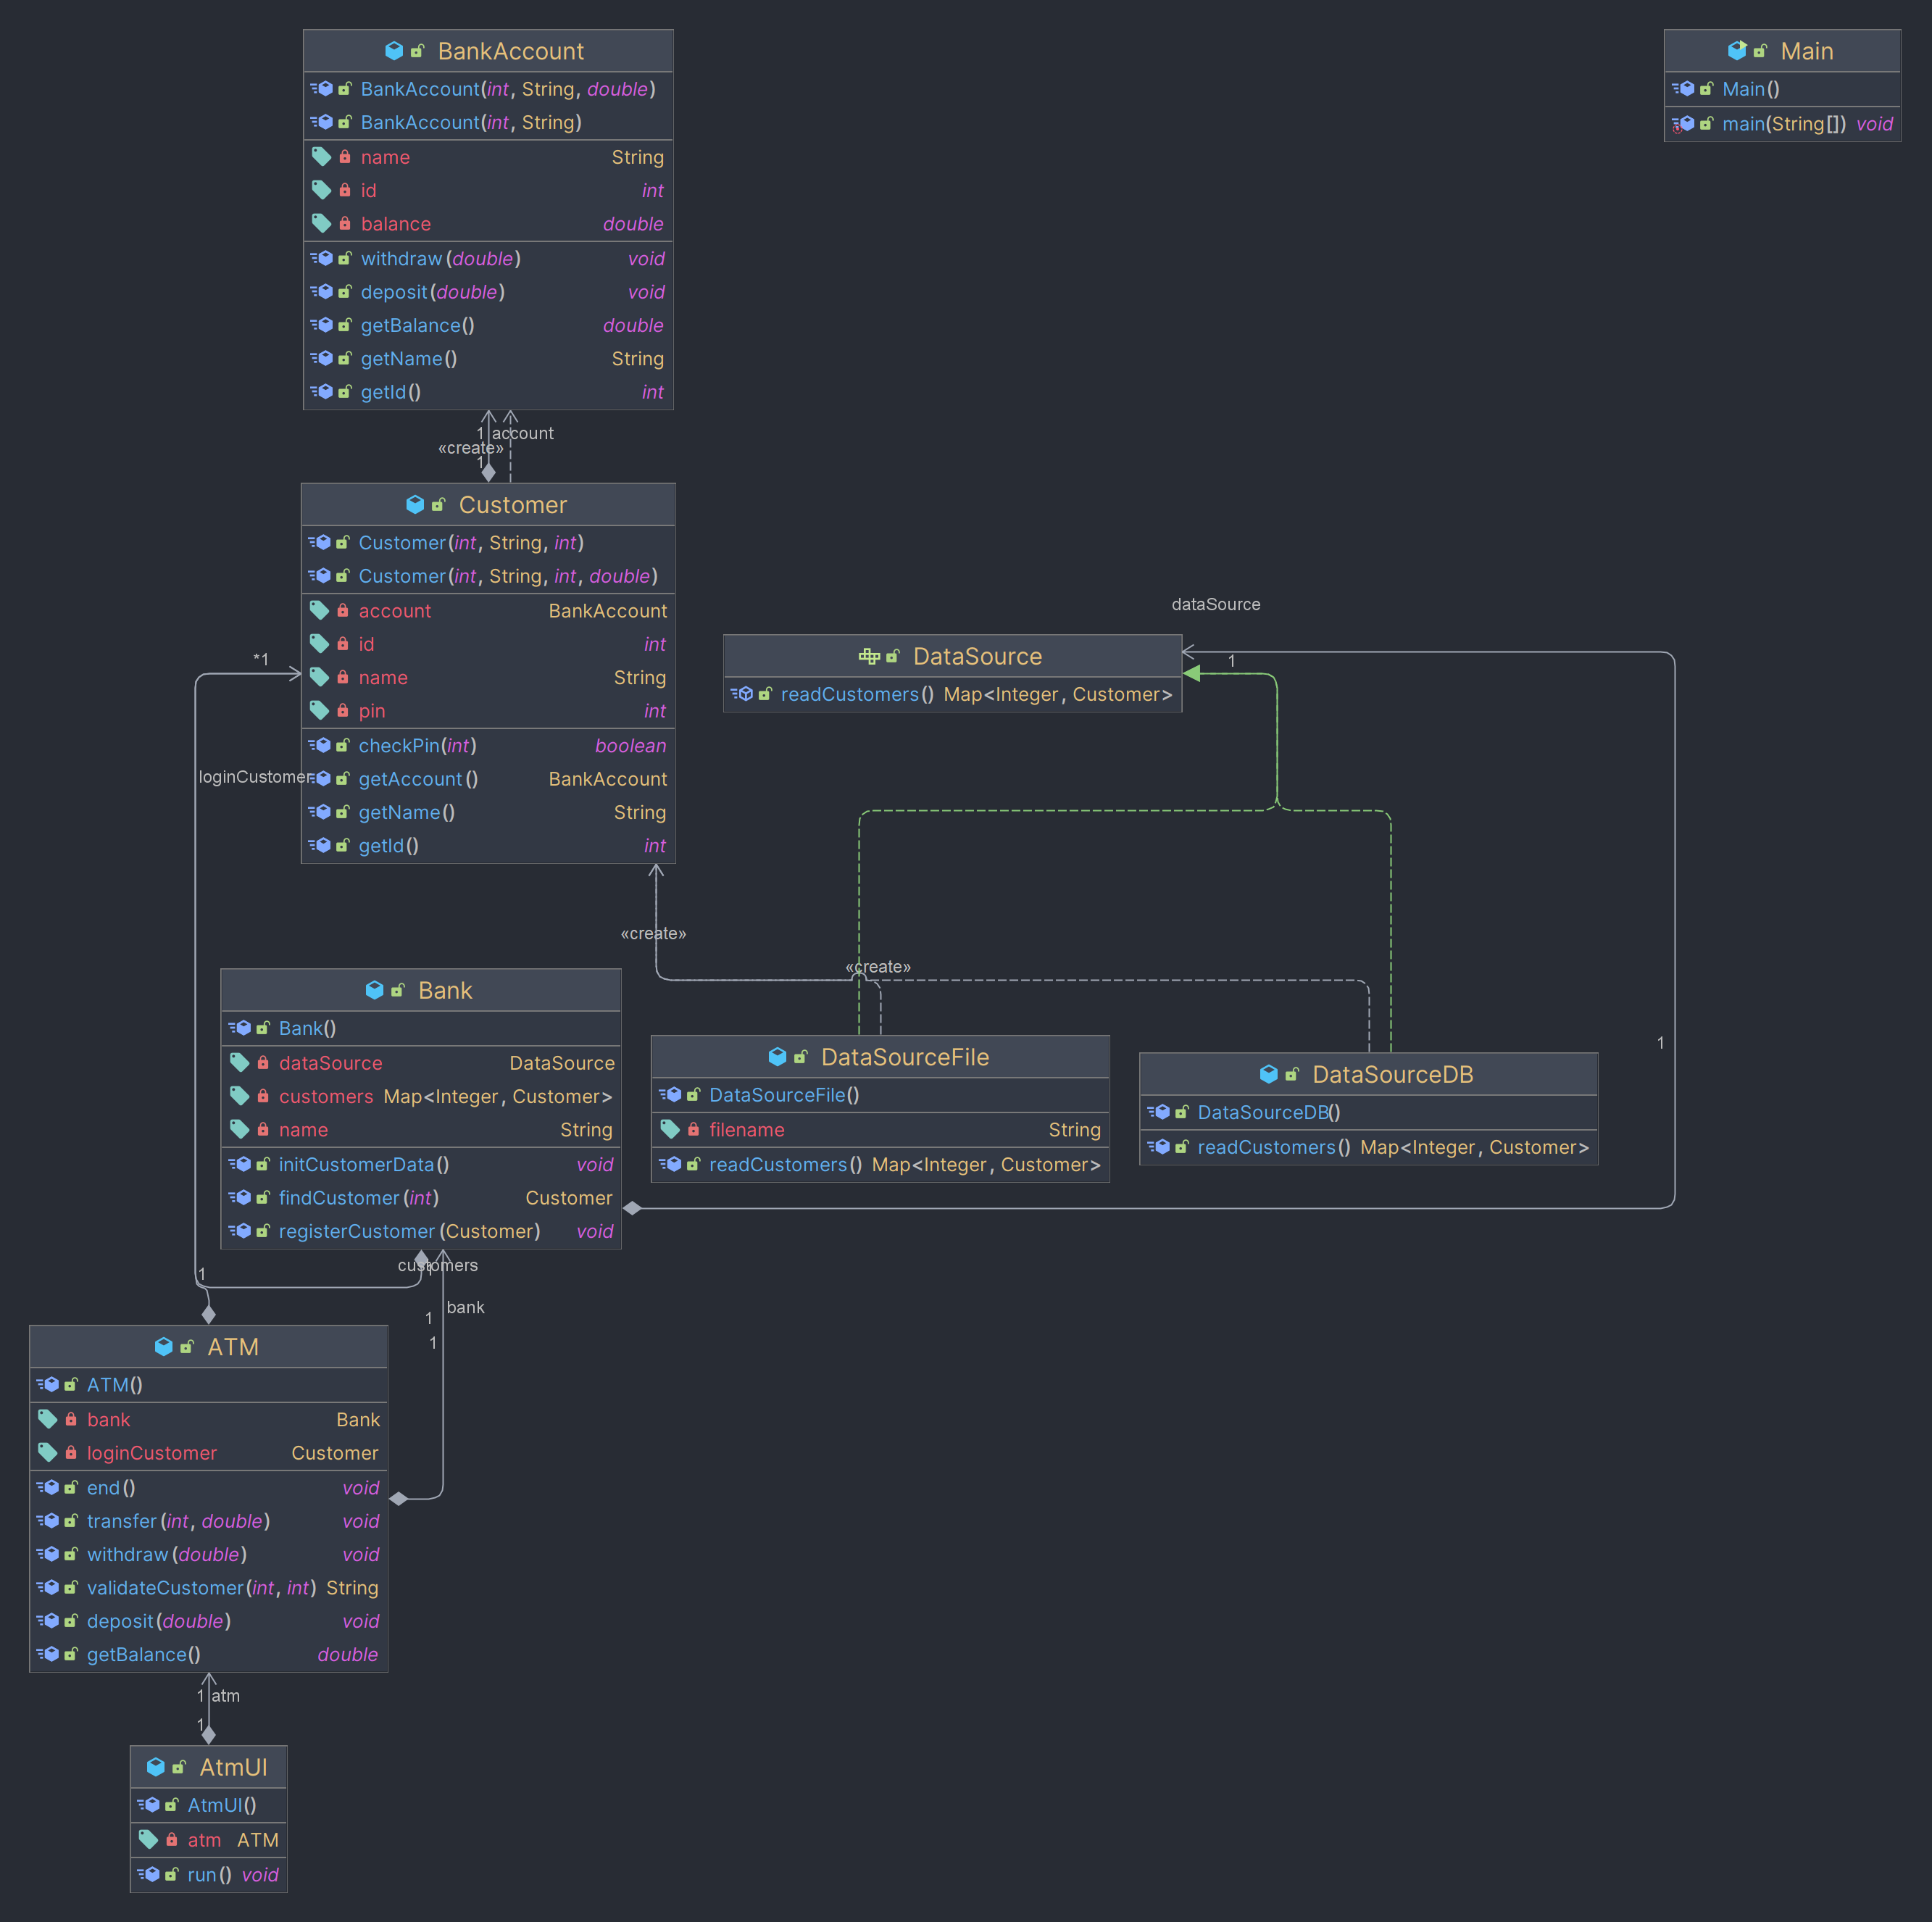 BankAccount
BankAccount(int, String, double)
BankAccount(int, String)
name String
id int
balance double
withdraw(double) void
deposit(double) void
getBalance() double
getName() String
getId() int
1 account
«create»
1
Customer
Customer(int, String, int)
Customer(int, String, int, double)
account BankAccount
id int
name String
pin int
checkPin(int) boolean
getAccount() BankAccount
getName() String
getId() int
*1
loginCustomer
Main
Main()
main(String[]) void
dataSource
1
DataSource
readCustomers() Map<Integer, Customer>
«create»
«create»
Bank
Bank()
dataSource DataSource
customers Map<Integer, Customer>
name String
initCustomerData() void
findCustomer(int) Customer
registerCustomer(Customer) void
DataSourceFile
DataSourceFile()
filename String
readCustomers() Map<Integer, Customer>
DataSourceDB
DataSourceDB()
readCustomers() Map<Integer, Customer>
1
customers
1
1
bank
1
1
ATM
ATM()
bank Bank
loginCustomer Customer
end() void
transfer(int, double) void
withdraw(double) void
validateCustomer(int, int) String
deposit(double) void
getBalance() double
1 atm
1
AtmUI
AtmUI()
atm ATM
run() void